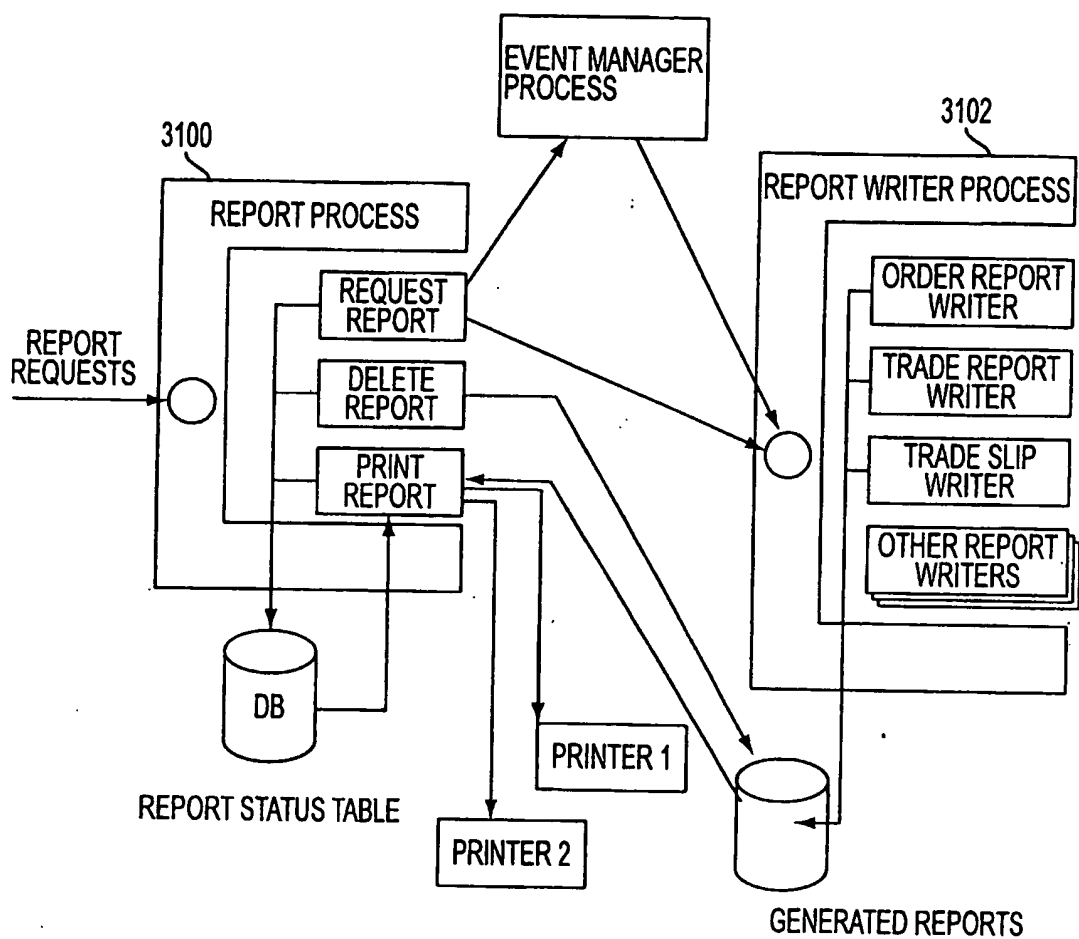 EVENT MANAGER
PROCESS
3100
3102
REPORT PROCESS
REPORT WRITER PROCESS
REQUEST
REPORT
ORDER REPORT
WRITER
REPORT
REQUESTS
DELETE
REPORT
TRADE REPORT
WRITER
PRINT
REPORT
TRADE SLIP
WRITER
OTHER REPORT
WRITERS
DB
PRINTER 1
REPORT STATUS TABLE
PRINTER 2
GENERATED REPORTS